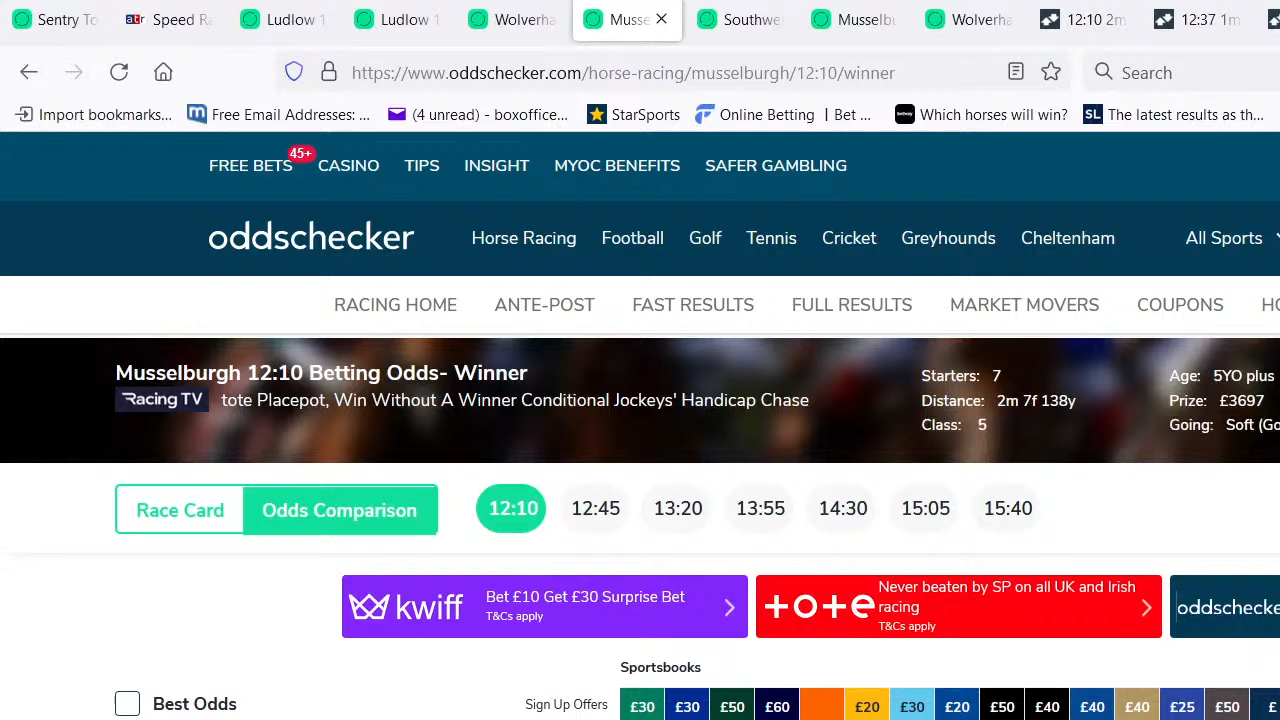 Sentry To
atr Speed Ra
Ludlow 1
Ludlow 1
Wolverha
Musse
Southwe
Musselbu
Wolverha
12:10 2m
12:37 1m
https://www.oddschecker.com/horse-racing/musselburgh/12:10/winner
Search
Import bookmarks...
Free Email Addresses: ...
(4 unread) - boxoffice...
StarSports
Online Betting | Bet ...
betway Which horses will win?
SL The latest results as th...
FREE BETS 45+ CASINO TIPS INSIGHT MYOC BENEFITS SAFER GAMBLING
oddschecker Horse Racing Football Golf Tennis Cricket Greyhounds Cheltenham All Sports
RACING HOME ANTE-POST FAST RESULTS FULL RESULTS MARKET MOVERS COUPONS HO
Musselburgh 12:10 Betting Odds- Winner
Racing TV tote Placepot, Win Without A Winner Conditional Jockeys' Handicap Chase
Starters: 7
Distance: 2m 7f 138y
Class: 5
Age: 5YO plus
Prize: £3697
Going: Soft (Go
Race Card Odds Comparison 12:10 12:45 13:20 13:55 14:30 15:05 15:40
kwiff Bet £10 Get £30 Surprise Bet
T&Cs apply
tote Never beaten by SP on all UK and Irish
racing
T&Cs apply
oddschecke
Sportsbooks
Best Odds Sign Up Offers £30 £30 £50 £60 £20 £30 £20 £50 £40 £40 £40 £25 £50 £